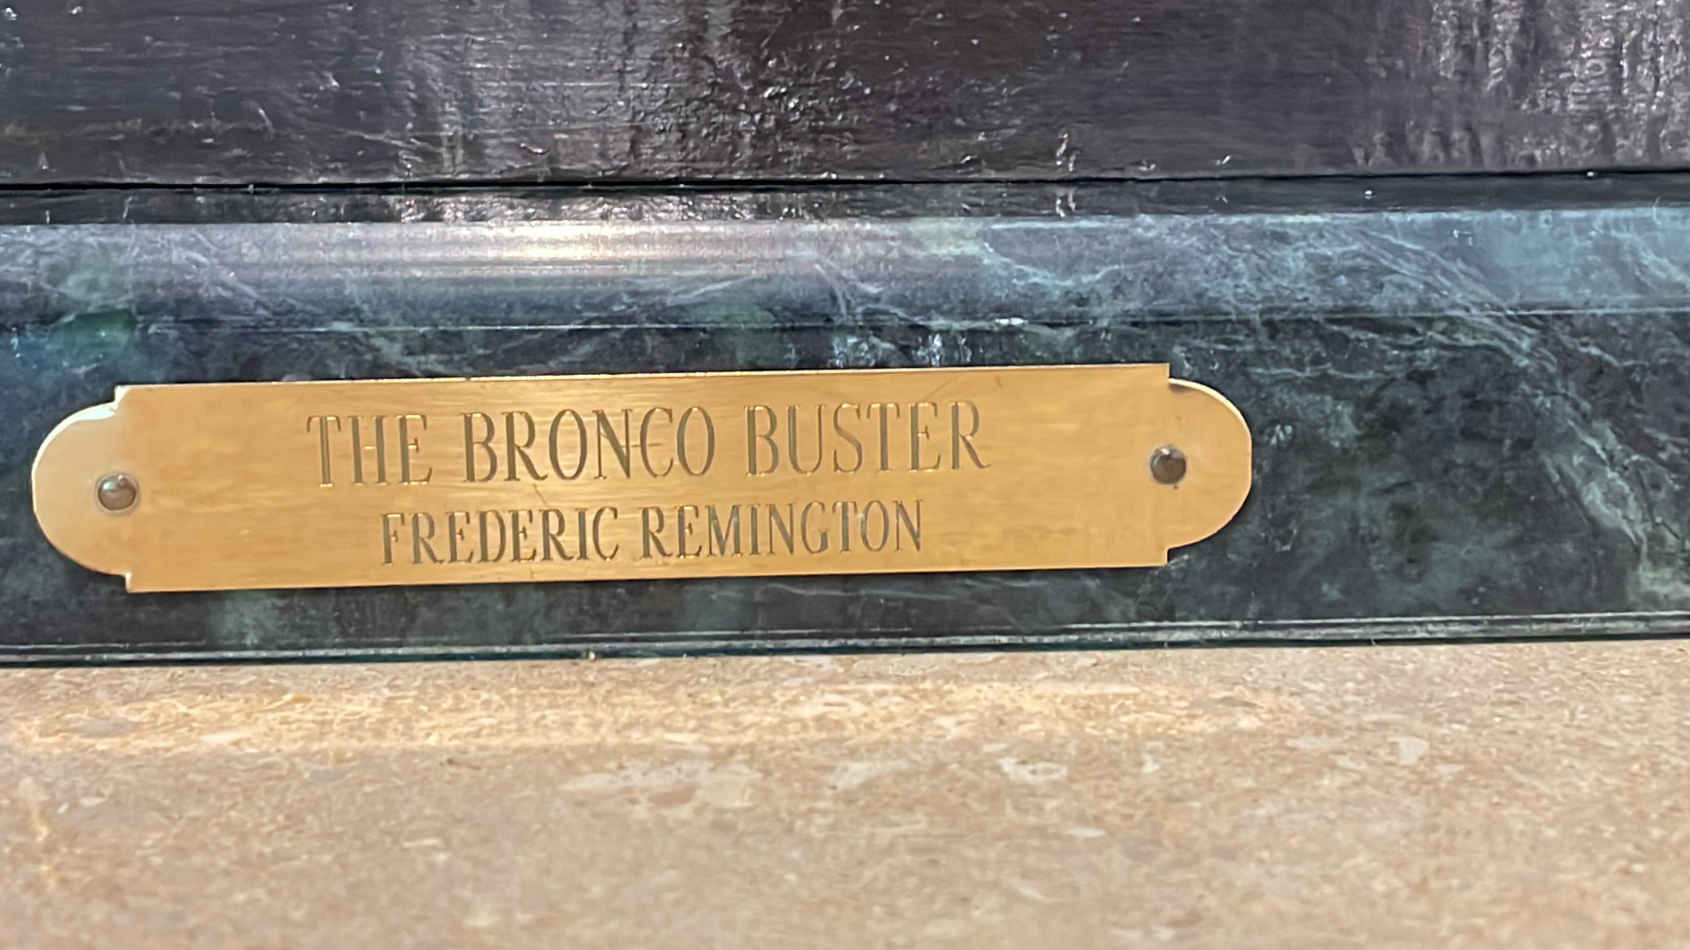 THE BRONCO BUSTER
FREDERIC REMINGTON